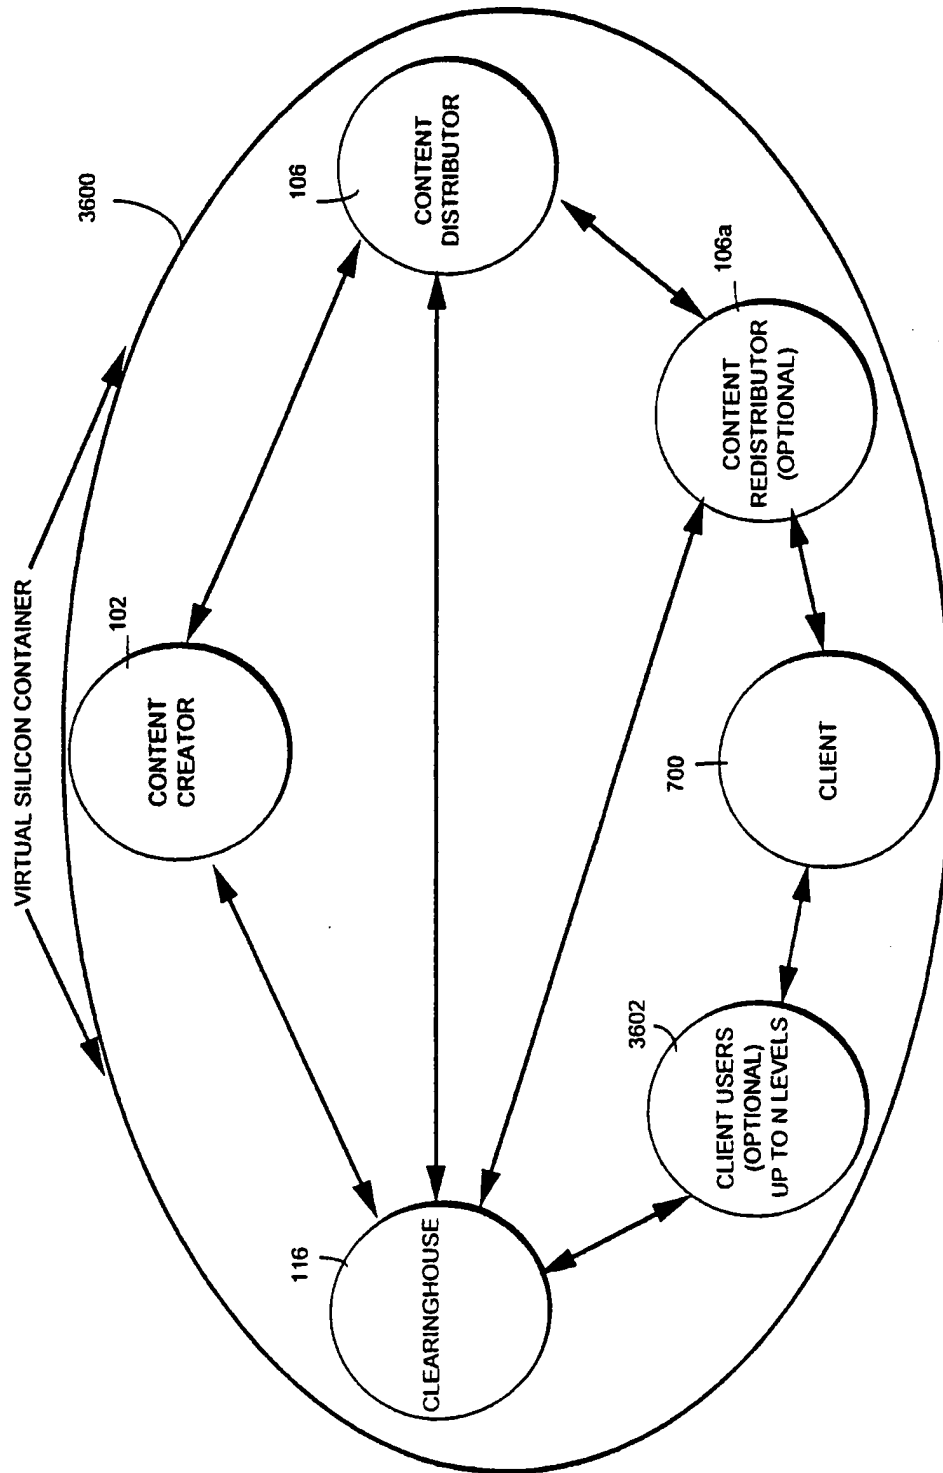 VIRTUAL SILICON CONTAINER
3600
102
CONTENT
CREATOR
106
CONTENT
DISTRIBUTOR
116
CLEARINGHOUSE
106a
CONTENT
REDISTRIBUTOR
(OPTIONAL)
3602
CLIENT USERS
(OPTIONAL)
UP TO N LEVELS
700
CLIENT